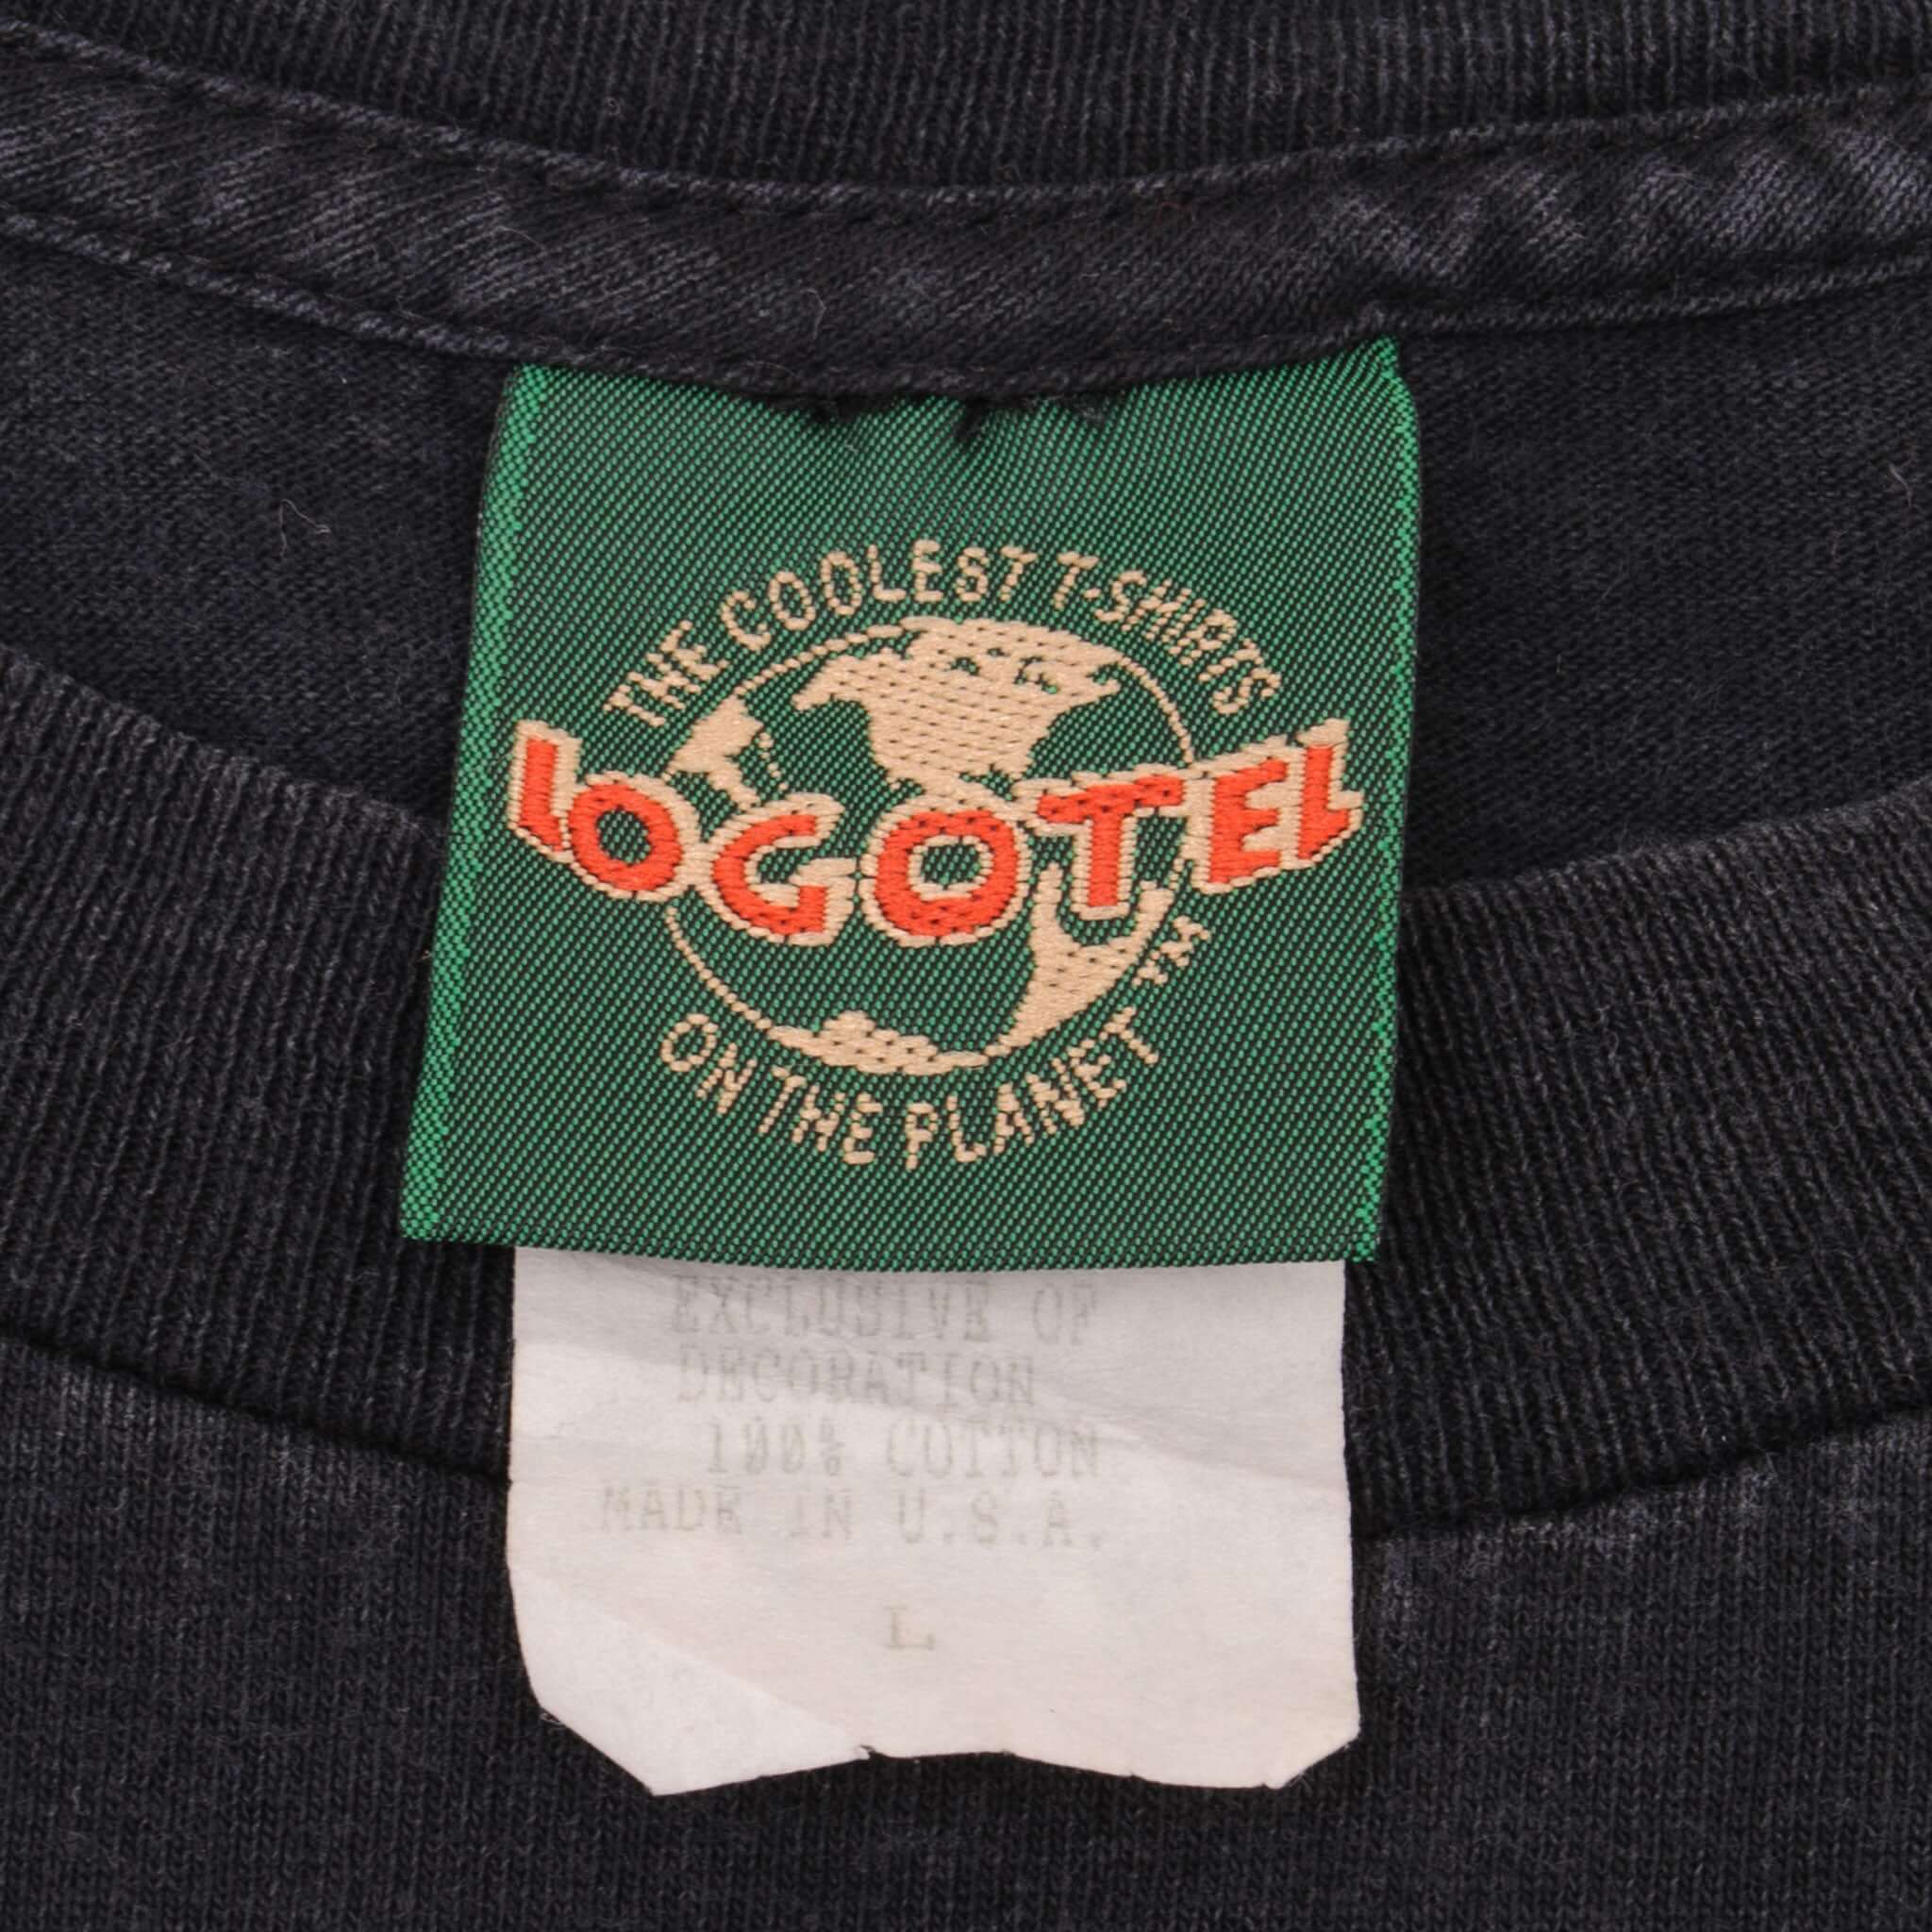 THE COOLEST T-SHIRTS
LOGOTEL
ON THE PLANET ™
EXCLUSIVE OF
DECORATION
100% COTTON
MADE IN U.S.A.
L